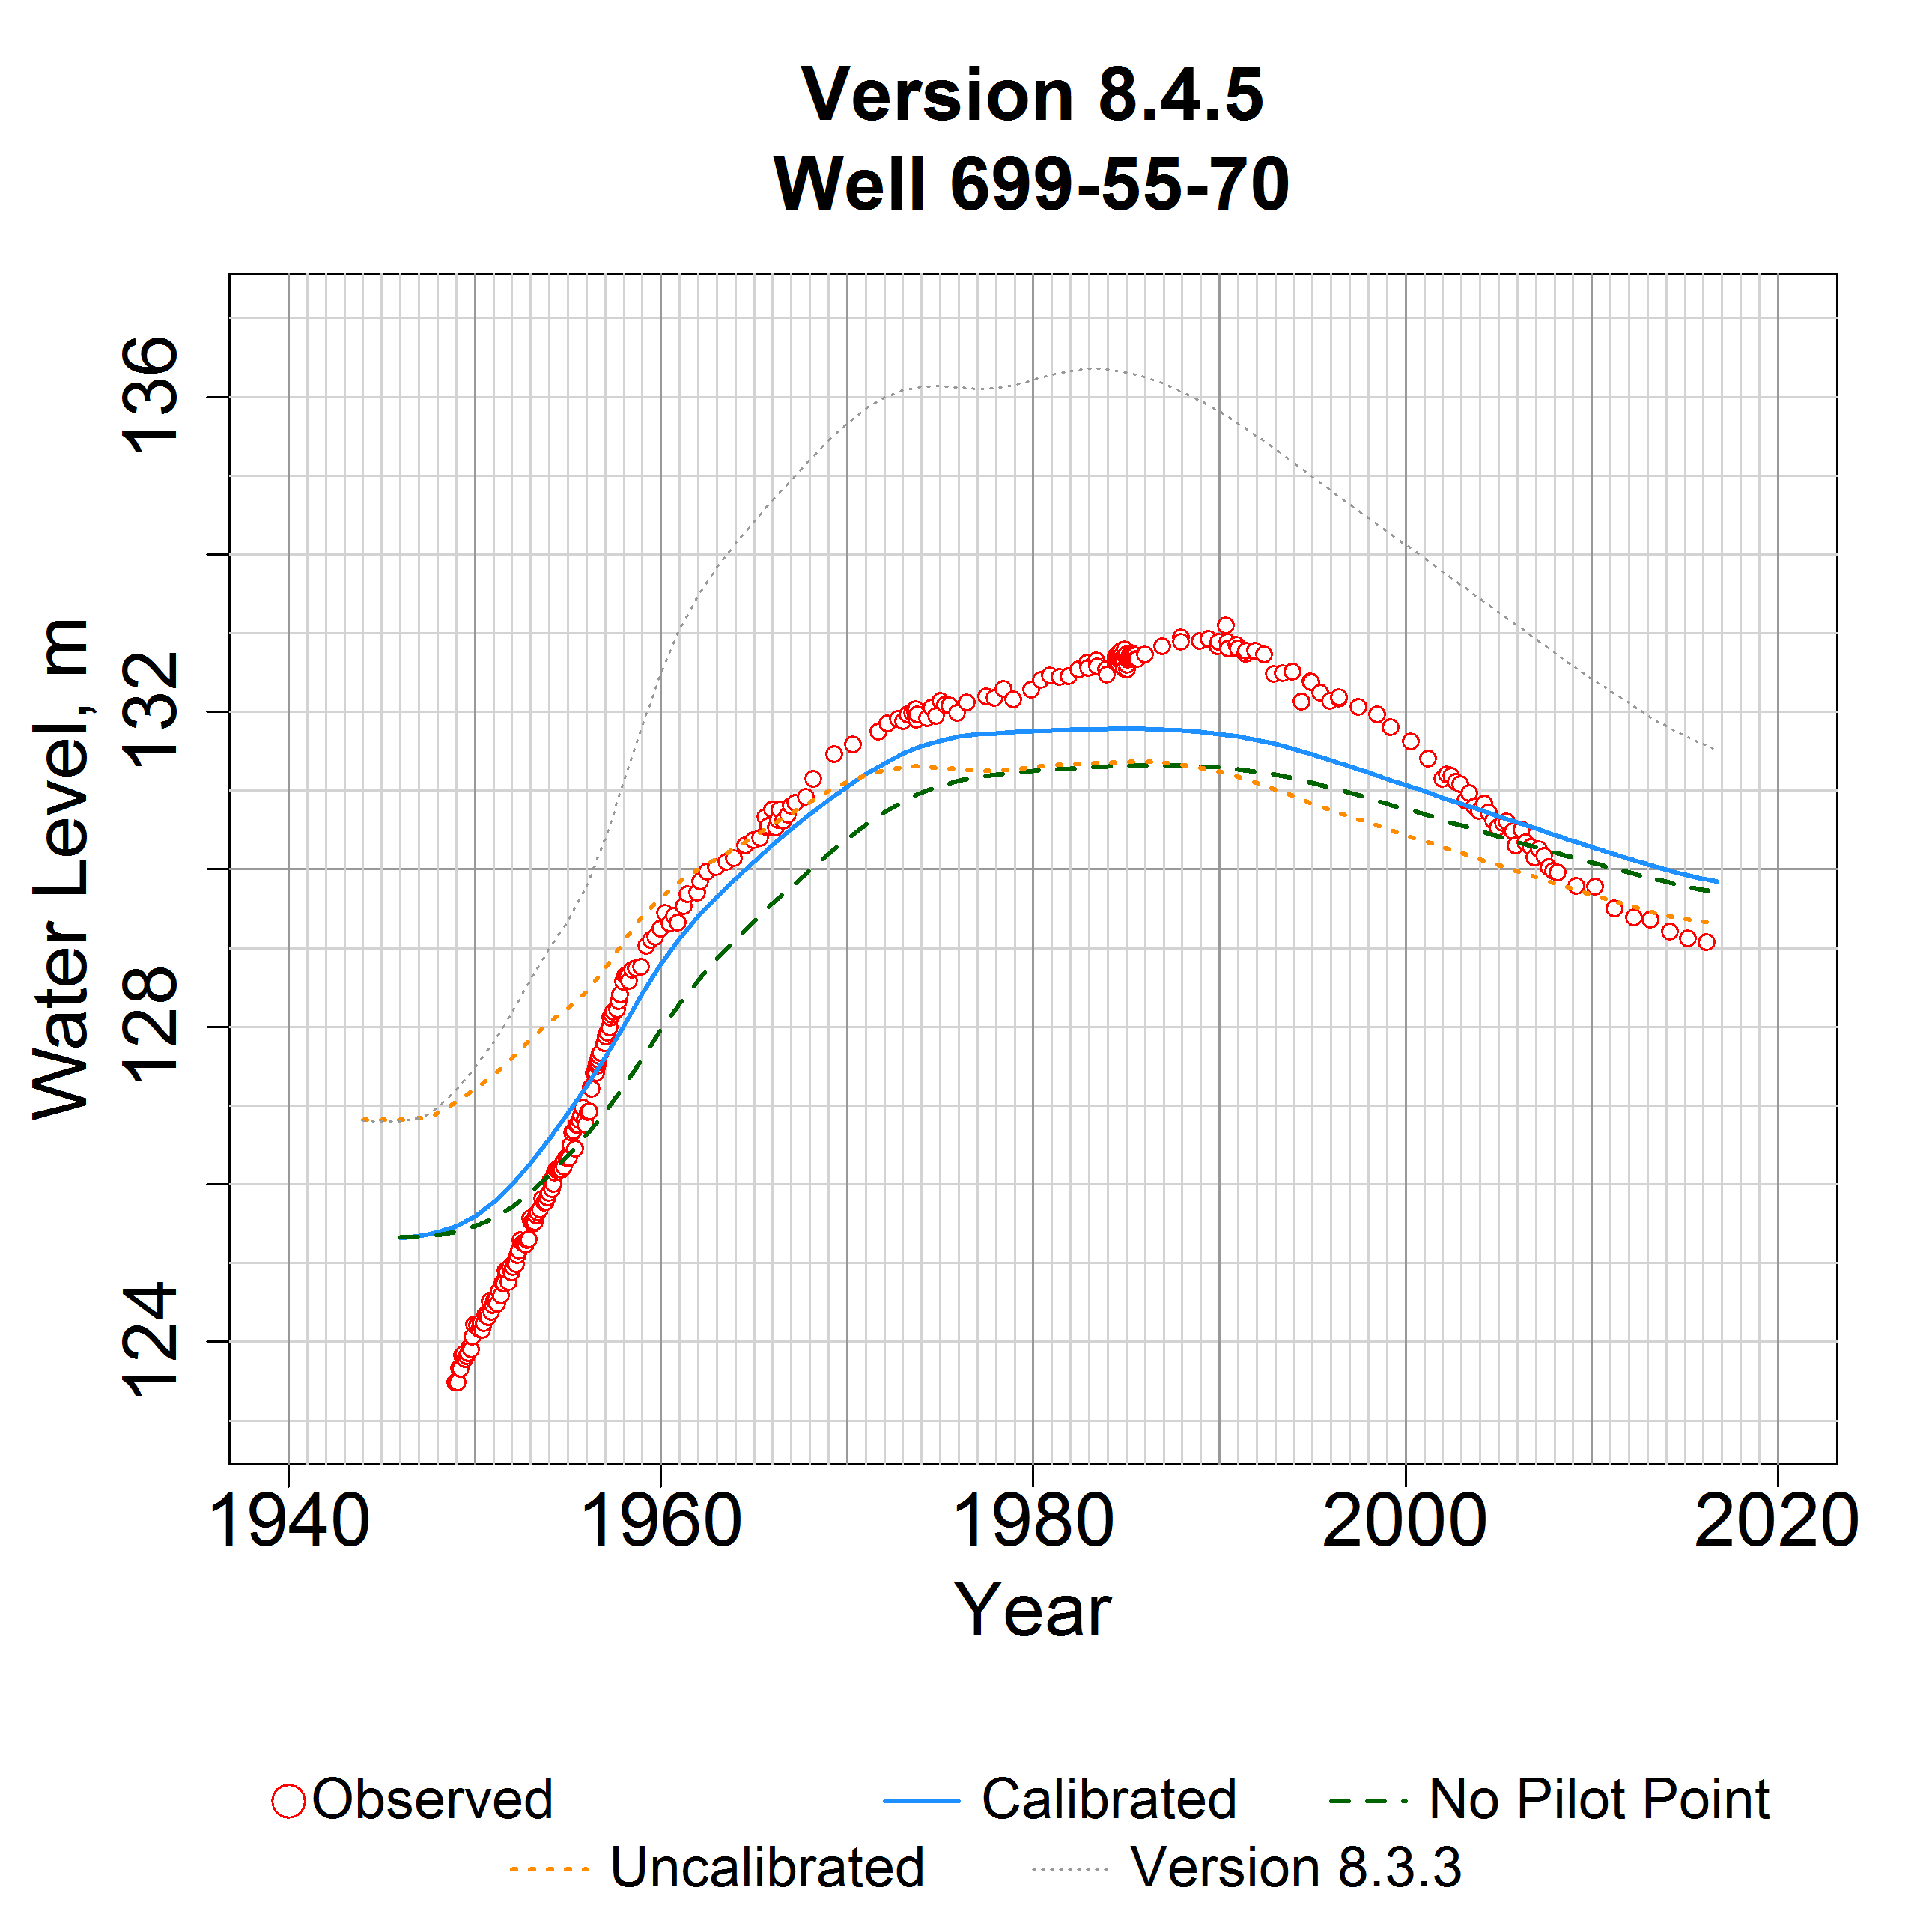 Version 8.4.5
Well 699-55-70
Water Level, m
136
132
128
124
1940 1960 1980 2000 2020
Year
Observed Calibrated No Pilot Point
Uncalibrated Version 8.3.3